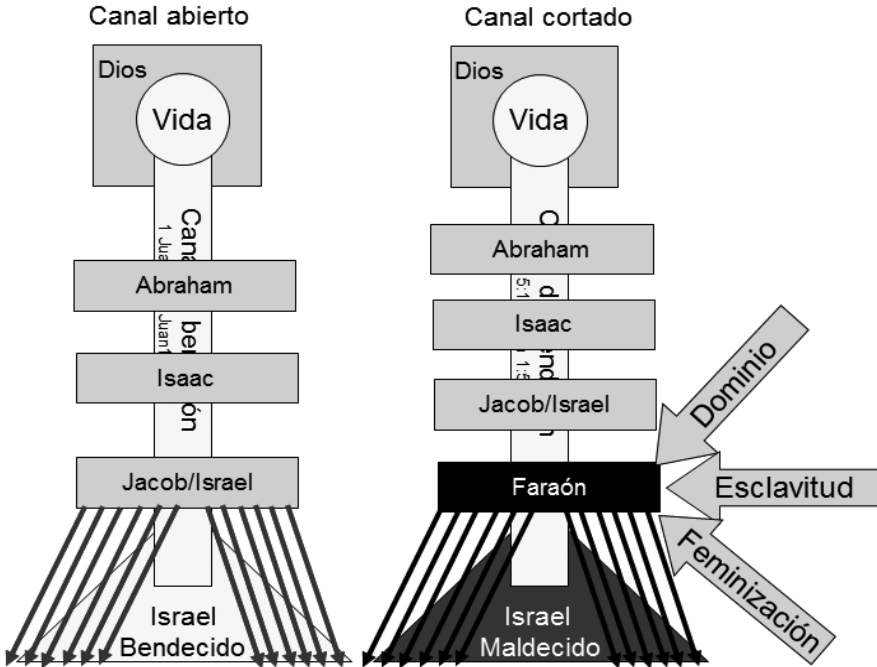 Canal abierto
Dios
Vida
Abraham
Isaac
Jacob/Israel
Israel
Bendecido
Canal cortado
Dios
Vida
Abraham
Isaac
Jacob/Israel
Faraón
Dominio
Esclavitud
Feminización
Israel
Maldecido